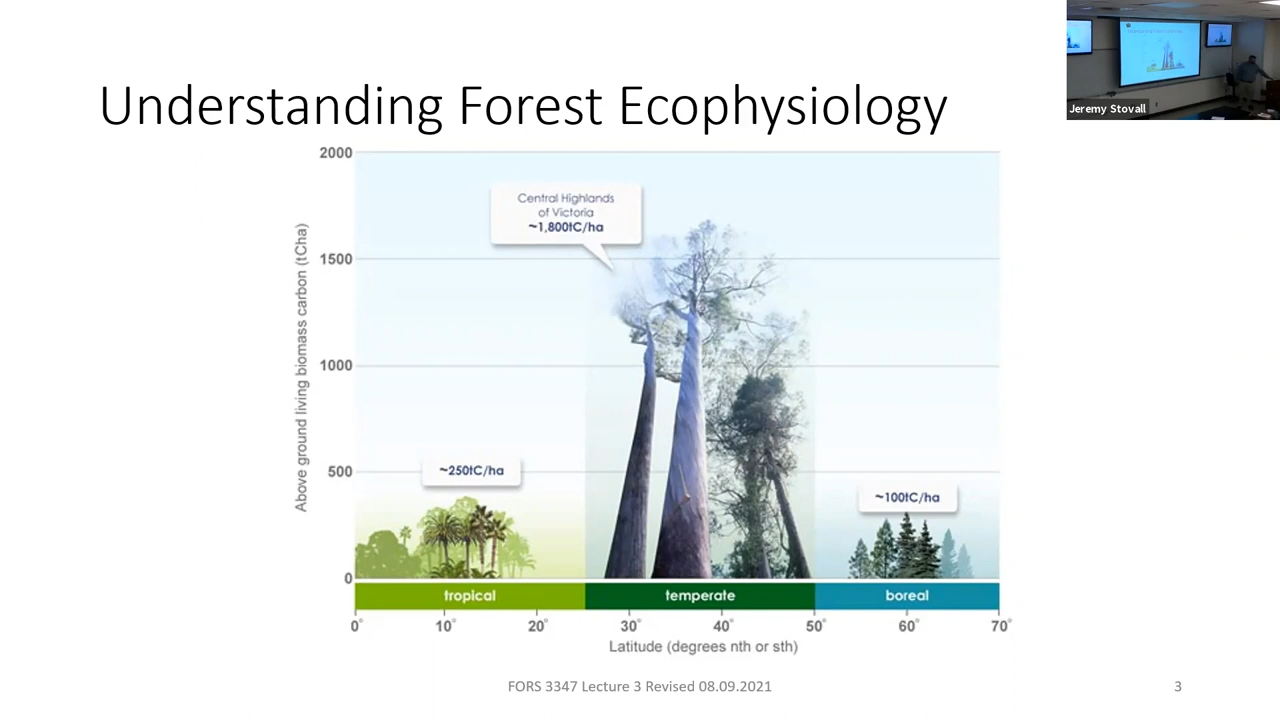 Understanding Forest Ecophysiology
Jeremy Stovall
2000
1500
1000
500
0
Above ground living biomass carbon (tCha)
Central Highlands
of Victoria
~1,800tC/ha
~250tC/ha
~100tC/ha
tropical
temperate
boreal
0°
10°
20°
30°
40°
50°
60°
70°
Latitude (degrees nth or sth)
FORS 3347 Lecture 3 Revised 08.09.2021
3